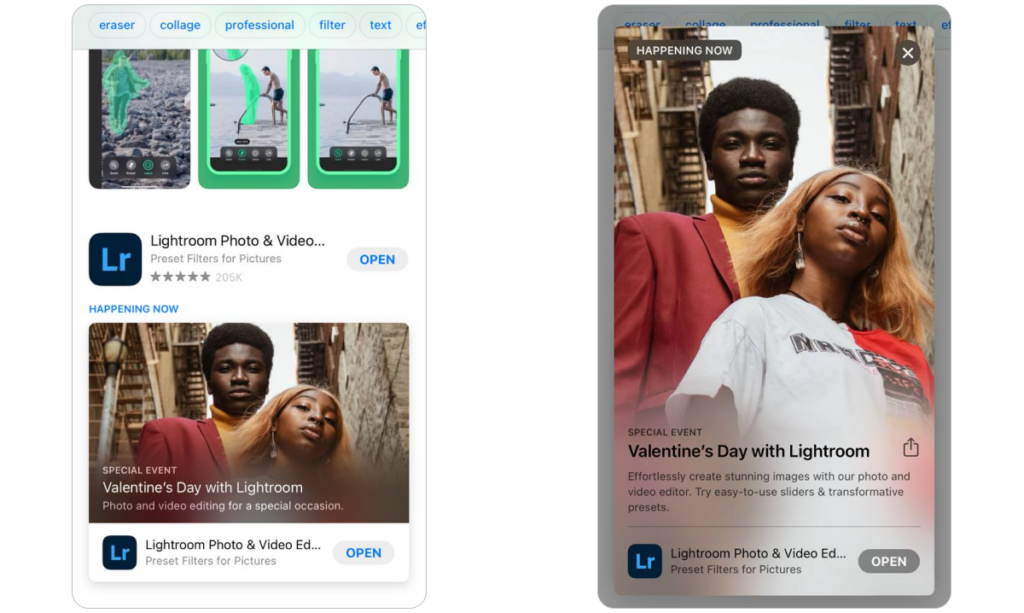 eraser
collage
professional
filter
text
Lr
Lightroom Photo & Video...
Preset Filters for Pictures
205K
OPEN
HAPPENING NOW
SPECIAL EVENT
Valentine's Day with Lightroom
Photo and video editing for a special occasion.
Lr
Lightroom Photo & Video Ed...
Preset Filters for Pictures
OPEN
eraser
collage
professional
filter
text
HAPPENING NOW
SPECIAL EVENT
Valentine's Day with Lightroom
Effortlessly create stunning images with our photo and
video editor. Try easy-to-use sliders & transformative
presets.
Lr
Lightroom Photo & Video Ed...
Preset Filters for Pictures
OPEN